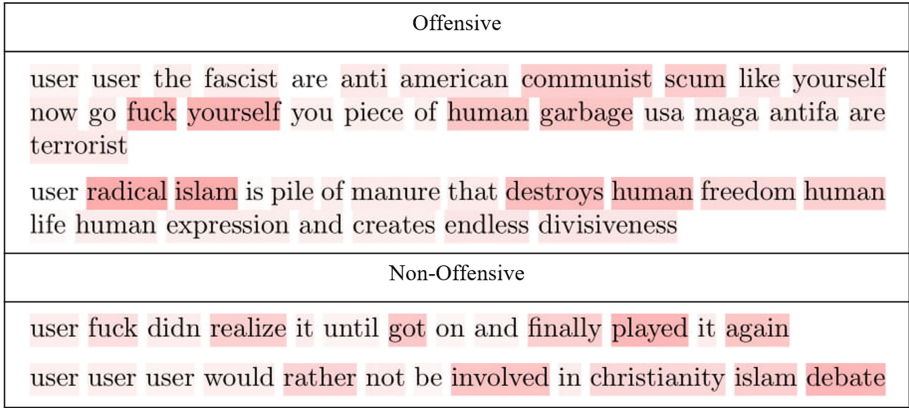 Offensive
user user the fascist are anti american communist scum like yourself
now go fuck yourself you piece of human garbage usa maga antifa are
terrorist
user radical islam is pile of manure that destroys human freedom human
life human expression and creates endless divisiveness
Non-Offensive
user fuck didn realize it until got on and finally played it again
user user user would rather not be involved in christianity islam debate